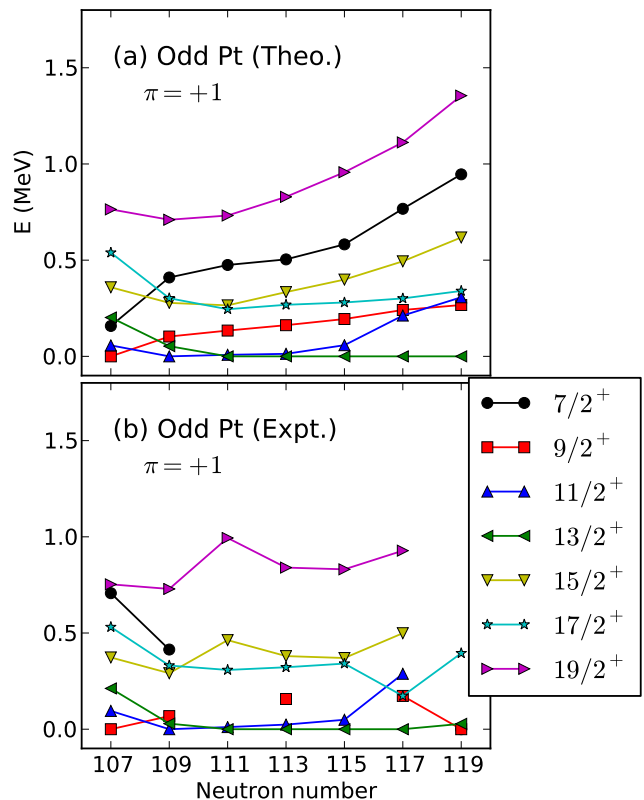 (a) Odd Pt (Theo.)
π = +1
1.5
1.0
0.5
0.0
E (MeV)
(b) Odd Pt (Expt.)
π = +1
1.5
1.0
0.5
0.0
107 109 111 113 115 117 119
Neutron number
7/2⁺
9/2⁺
11/2⁺
13/2⁺
15/2⁺
17/2⁺
19/2⁺